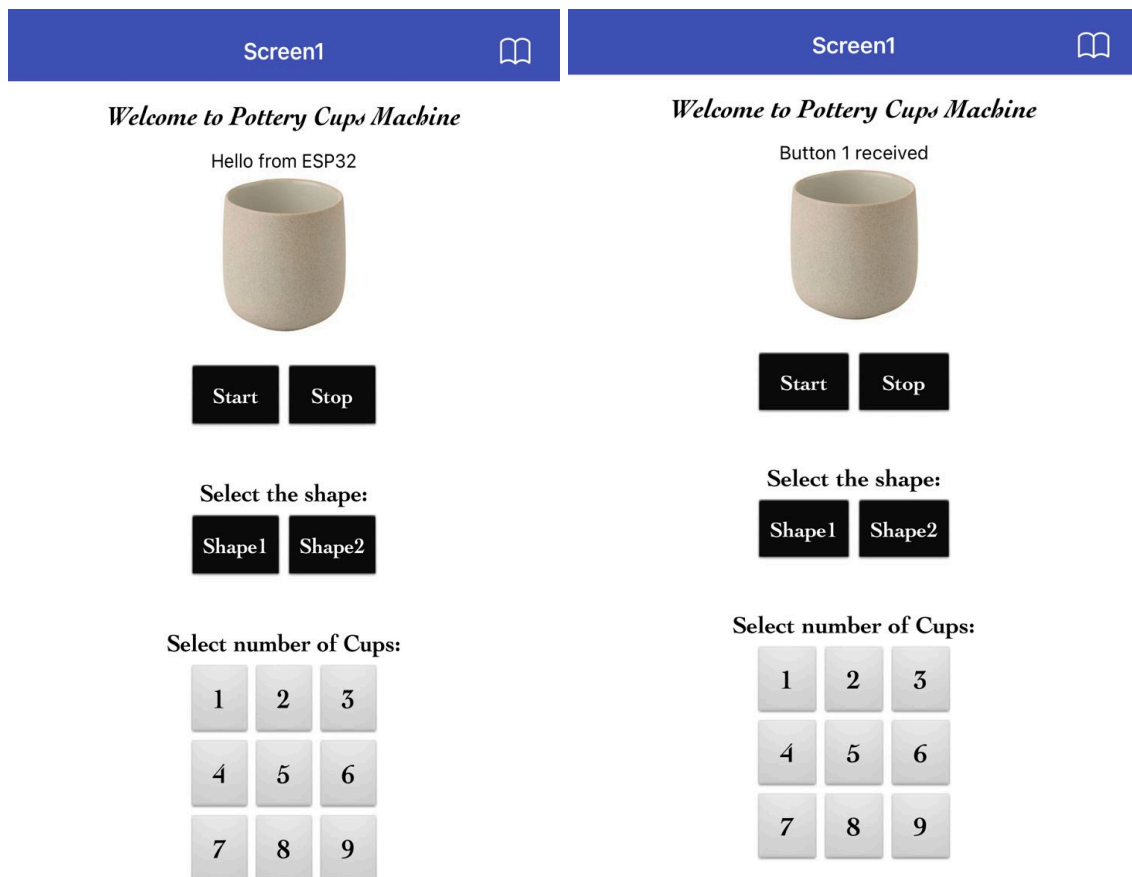 Screen1
Welcome to Pottery Cups Machine
Hello from ESP32
Start Stop
Select the shape:
Shape1 Shape2
Select number of Cups:
1 2 3
4 5 6
7 8 9
Screen1
Welcome to Pottery Cups Machine
Button 1 received
Start Stop
Select the shape:
Shape1 Shape2
Select number of Cups:
1 2 3
4 5 6
7 8 9